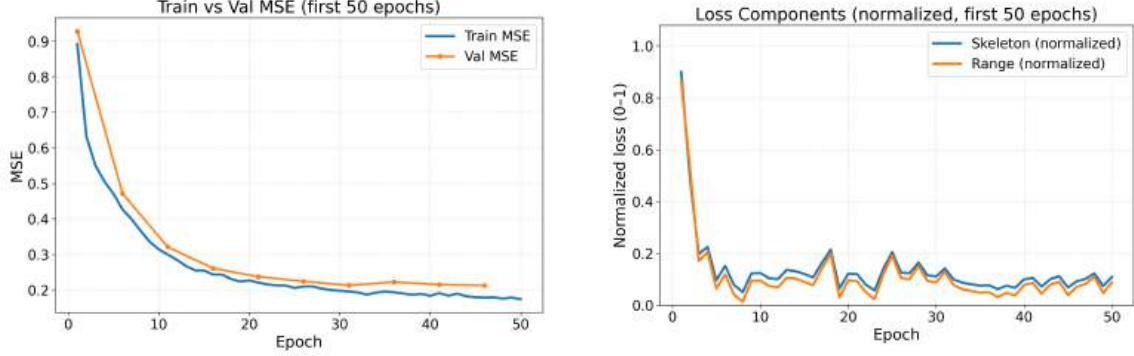 Train vs Val MSE (first 50 epochs)
Train MSE
Val MSE
0.9
0.8
0.7
0.6
0.5
0.4
0.3
0.2
MSE
0 10 20 30 40 50
Epoch
Loss Components (normalized, first 50 epochs)
Skeleton (normalized)
Range (normalized)
1.0
0.8
0.6
0.4
0.2
0.0
Normalized loss (0–1)
0 10 20 30 40 50
Epoch